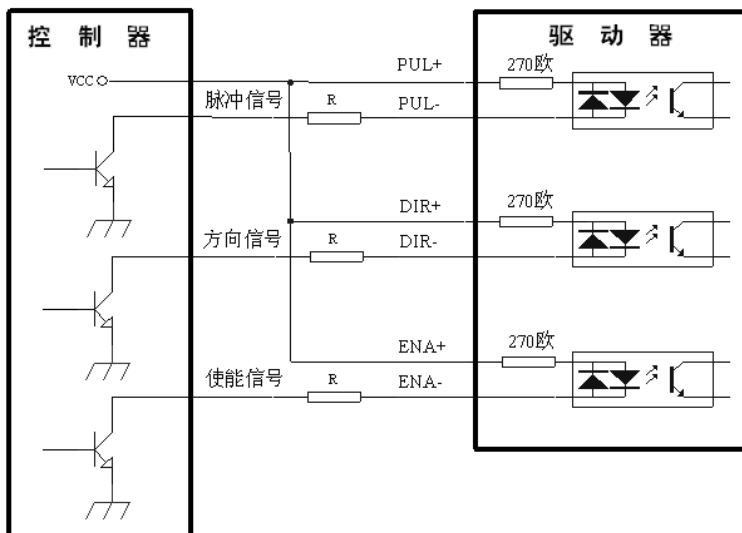 控 制 器
驱 动 器
VCC
PUL+
270欧
脉冲信号
R
PUL-
DIR+
270欧
方向信号
R
DIR-
ENA+
270欧
使能信号
R
ENA-